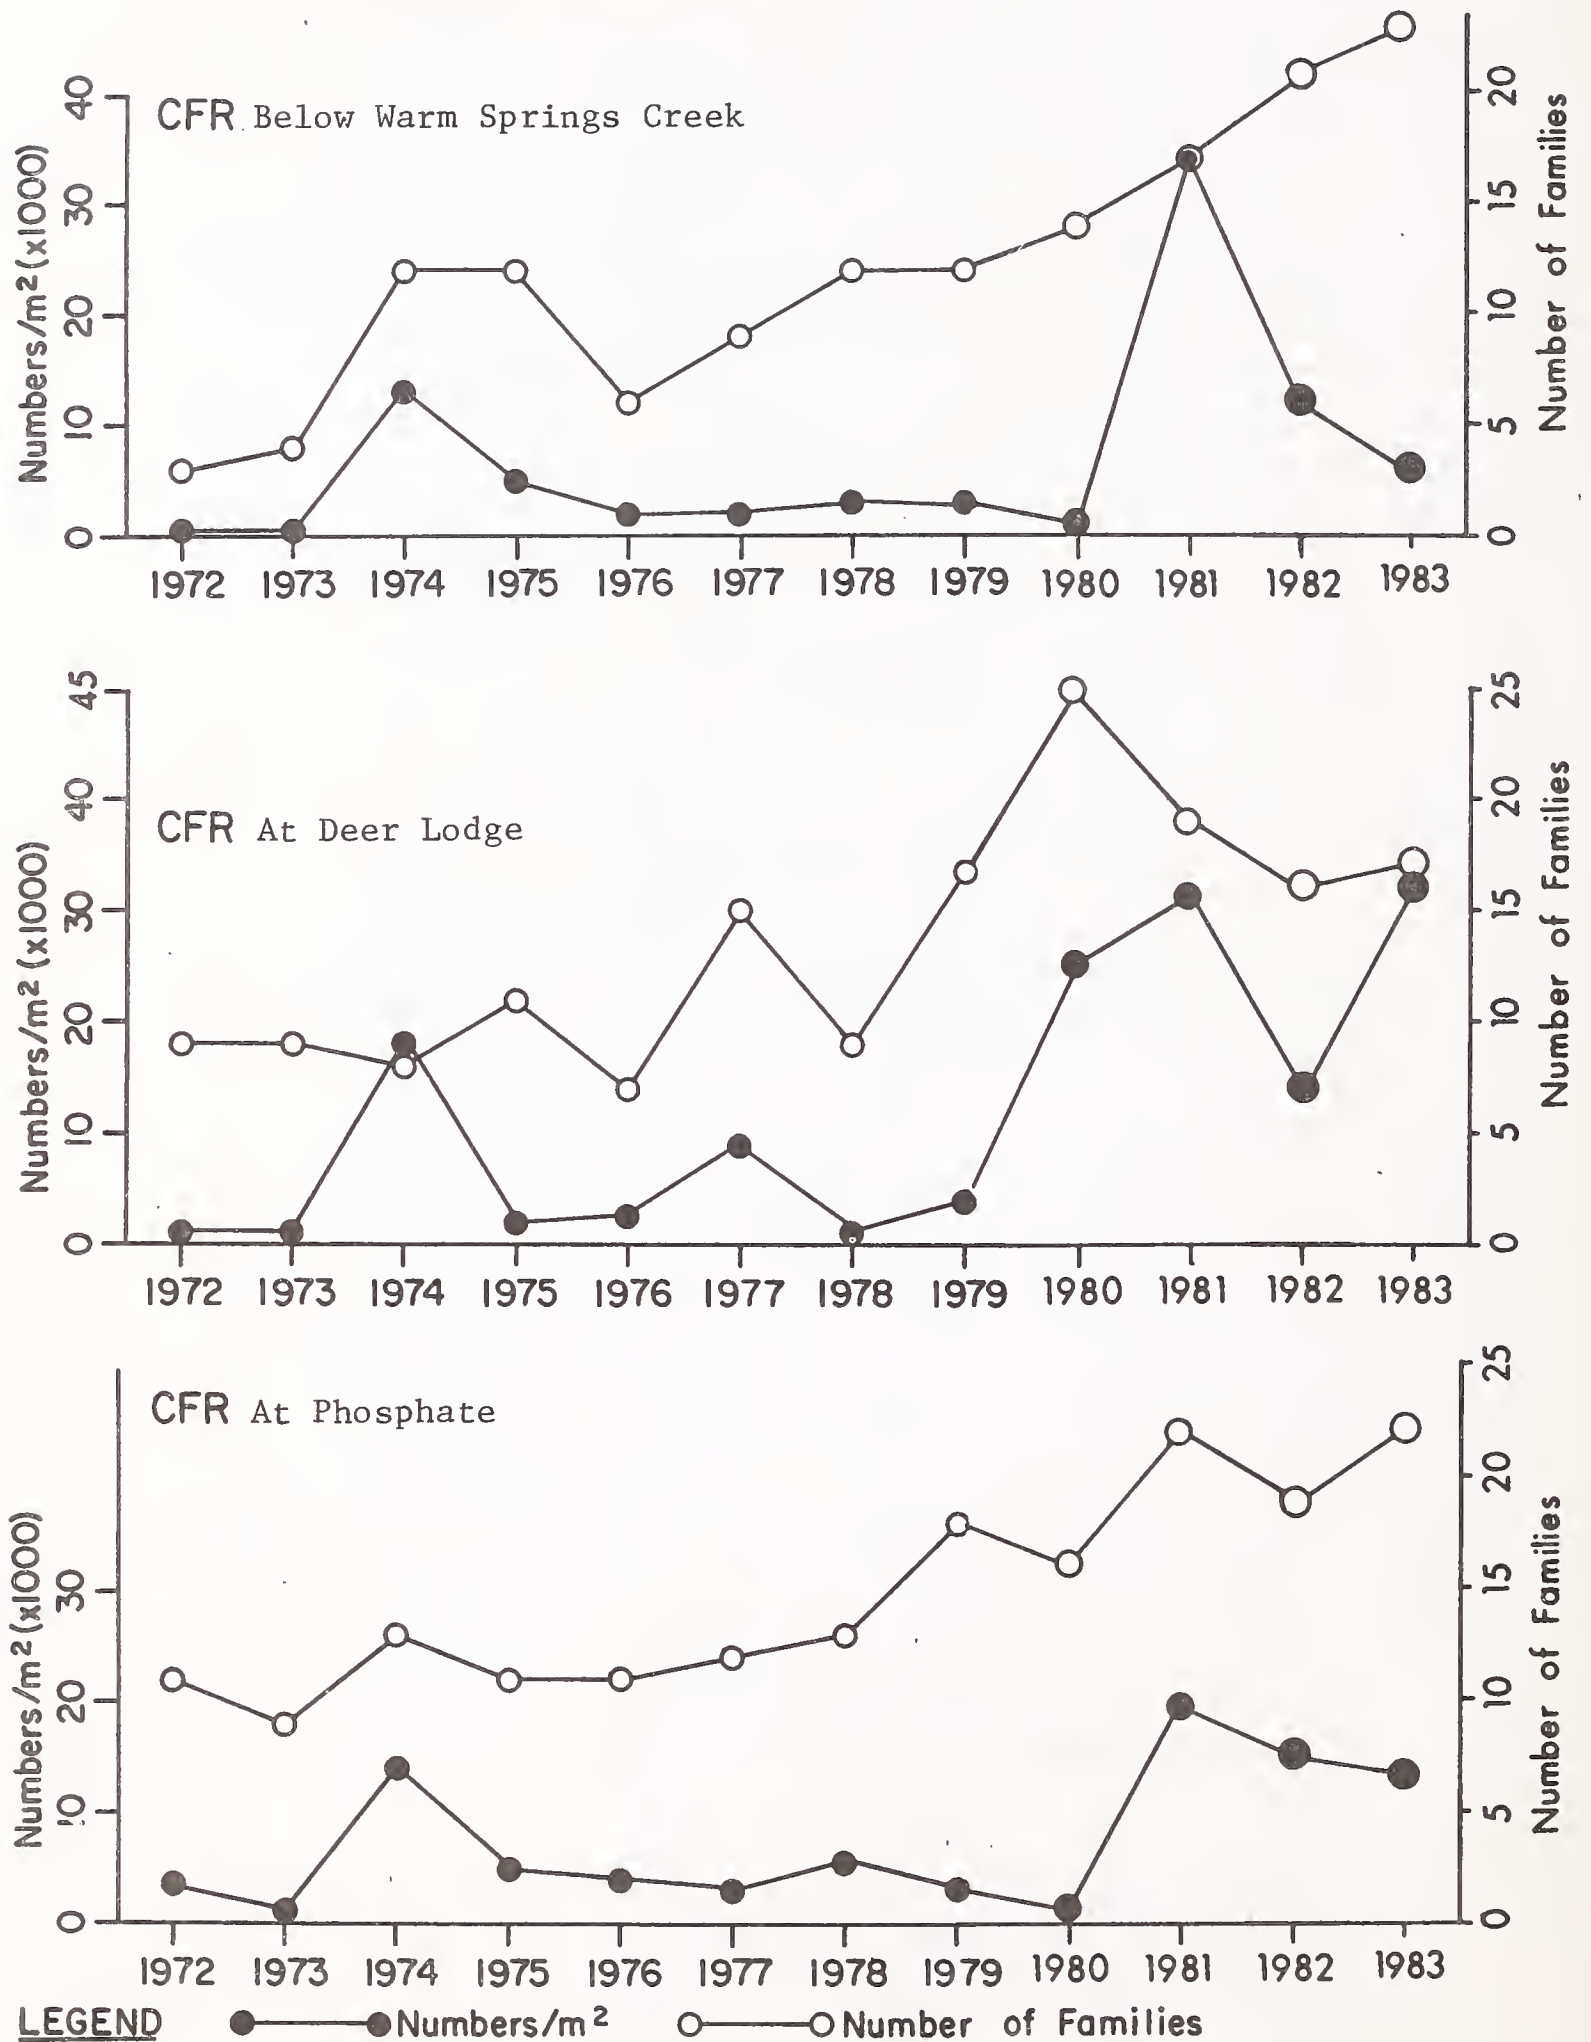 CFR Below Warm Springs Creek
Numbers/m² (x1000)
40
30
20
10
0
20
15
10
5
0
Number of Families
1972 1973 1974 1975 1976 1977 1978 1979 1980 1981 1982 1983
CFR At Deer Lodge
Numbers/m² (x1000)
45
40
30
20
10
0
25
20
15
10
5
0
Number of Families
1972 1973 1974 1975 1976 1977 1978 1979 1980 1981 1982 1983
CFR At Phosphate
Numbers/m² (x1000)
30
20
10
0
25
20
15
10
5
0
Number of Families
1972 1973 1974 1975 1976 1977 1978 1979 1980 1981 1982 1983
LEGEND Numbers/m² Number of Families